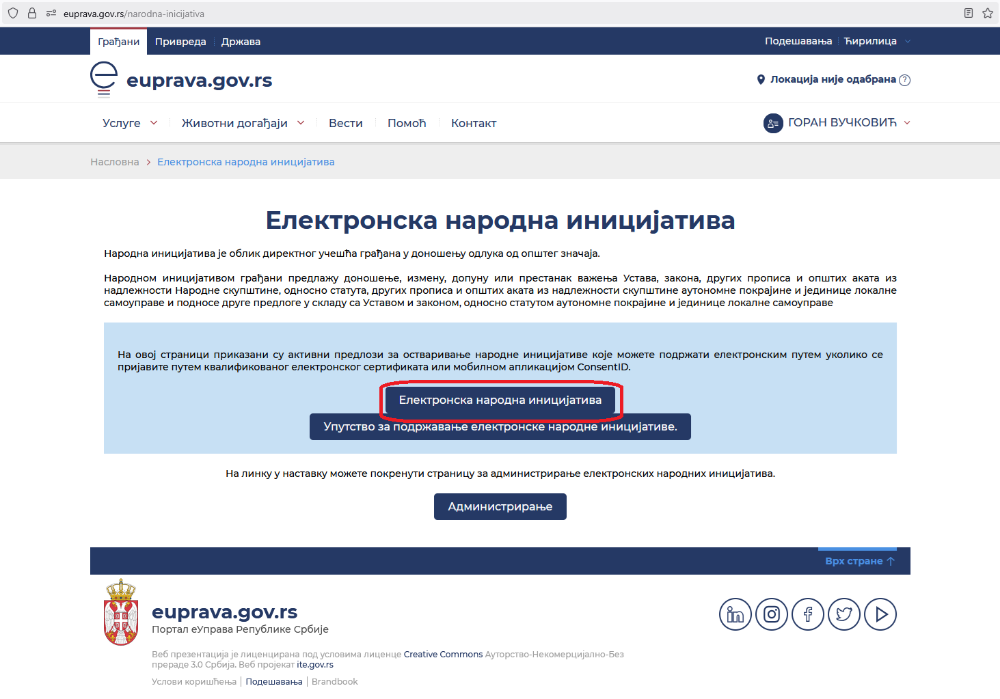 euprava.gov.rs/narodna-inicijativa
Грађани Привреда Држава Подешавања Ћирилица
euprava.gov.rs Локација није одабрана ?
Услуге Животни догађаји Вести Помоћ Контакт ГОРАН ВУЧКОВИЋ
Насловна > Електронска народна иницијатива
Електронска народна иницијатива
Народна иницијатива је облик директног учешћа грађана у доношењу одлука од општег значаја.
Народном иницијативом грађани предлажу доношење, измену, допуну или престанак важења Устава, закона, других прописа и општих аката из
надлежности Народне скупштине, односно статута, других прописа и општих аката из надлежности скупштине аутономне покрајине и јединице локалне
самоуправе и подносе друге предлоге у складу са Уставом и законом, односно статутом аутономне покрајине и јединице локалне самоуправе
На овој страници приказани су активни предлози за остваривање народне иницијативе које можете подржати електронским путем уколико се
пријавите путем квалификованог електронског сертификата или мобилном апликацијом ConsentID.
Електронска народна иницијатива
Упутство за подржавање електронске народне иницијативе.
На линку у наставку можете покренути страницу за администрирање електронских народних иницијатива.
Администрирање
Врх стране ↑
euprava.gov.rs
Портал еУправа Републике Србије
Веб презентација је лиценцирана под условима лиценце Creative Commons Ауторство-Некомерцијално-Без
прераде 3.0 Србија. Веб пројекат ite.gov.rs
Услови коришћења | Подешавања | Brandbook